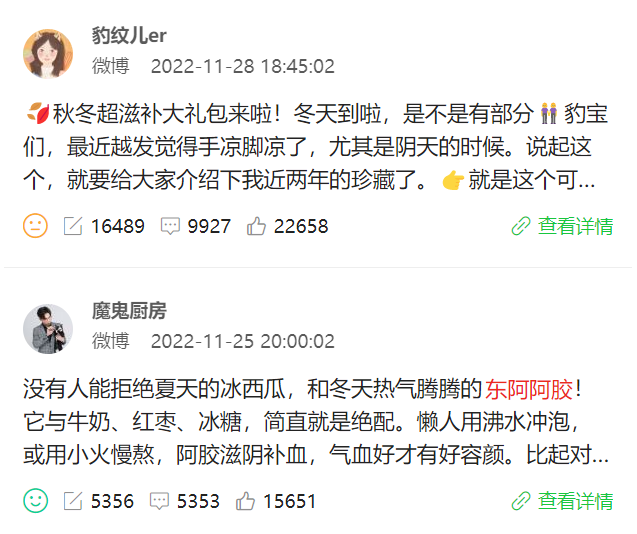 豹纹儿er
微博 2022-11-28 18:45:02
🍂秋冬超滋补大礼包来啦！冬天到啦，是不是有部分👭豹宝
们，最近越发觉得手凉脚凉了，尤其是阴天的时候。说起这
个，就要给大家介绍下我近两年的珍藏了。👉就是这个可...
16489 9927 22658 查看详情
魔鬼厨房
微博 2022-11-25 20:00:02
没有人能拒绝夏天的冰西瓜，和冬天热气腾腾的东阿阿胶！
它与牛奶、红枣、冰糖，简直就是绝配。懒人用沸水冲泡，
或用小火慢熬，阿胶滋阴补血，气血好才有好容颜。比起对...
5356 5353 15651 查看详情